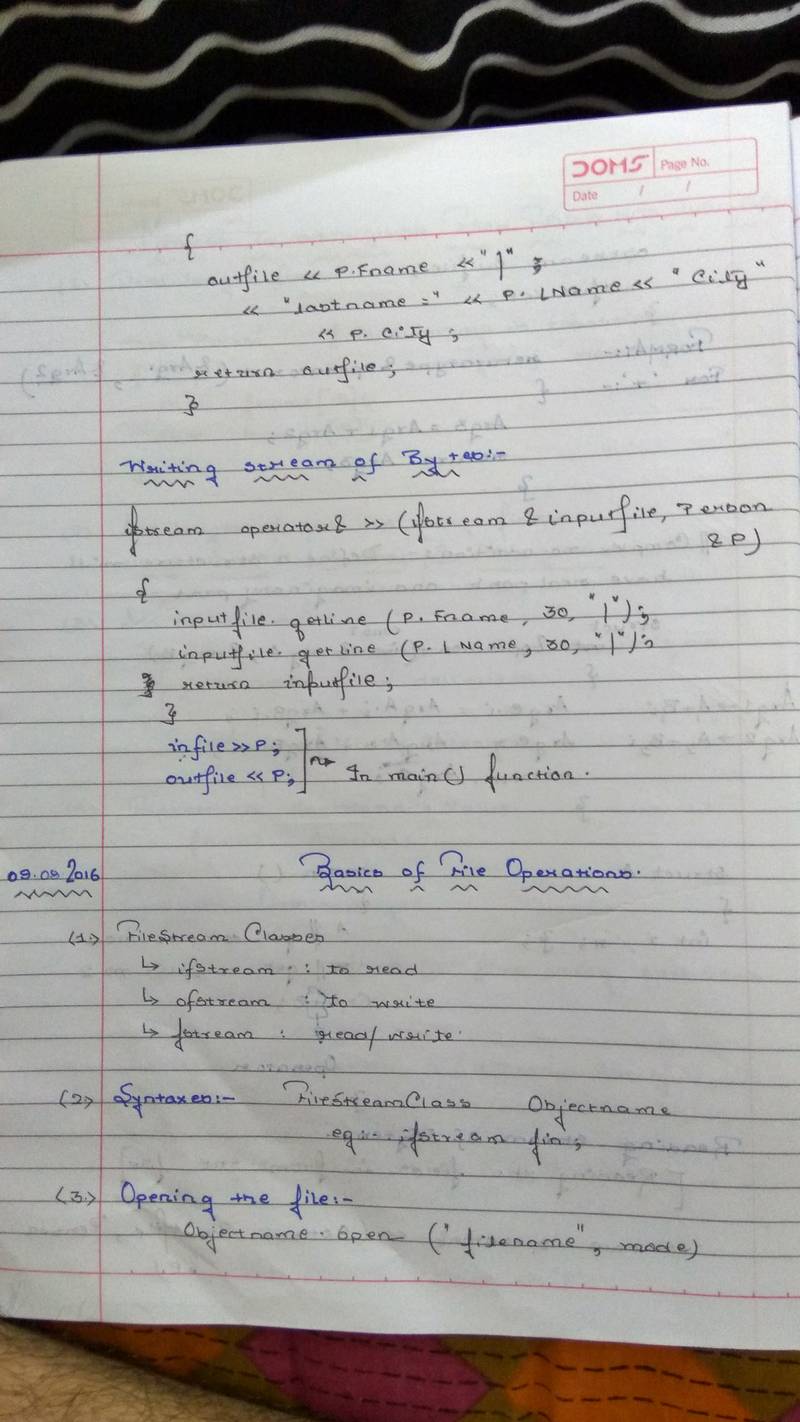 DOMS Page No.
Date / /
{
outfile << P.Fname << "|" ;
<< "lastname =" << P.LName << "City"
<< P. City ;
return outfile ;
}
Writing stream of Bytes:-
ifstream operator& >> (ifstream & inputfile, Person
& P)
{
inputfile. getline (P. Fname, 30, "|");
inputfile. getline (P. LName, 30, "|");
return inputfile;
}
infile >> P;
outfile << P; In main() function.
09.09.2016 Basics of File Operations.
(1) FileStream Classes
↳ ifstream : to read
↳ ofstream : to write
↳ fstream : read/write.
(2) Syntaxes:- FileStreamClass Objectname
eg:- ifstream fin;
(3.) Opening the file:-
Objectname. open ("filename", mode)